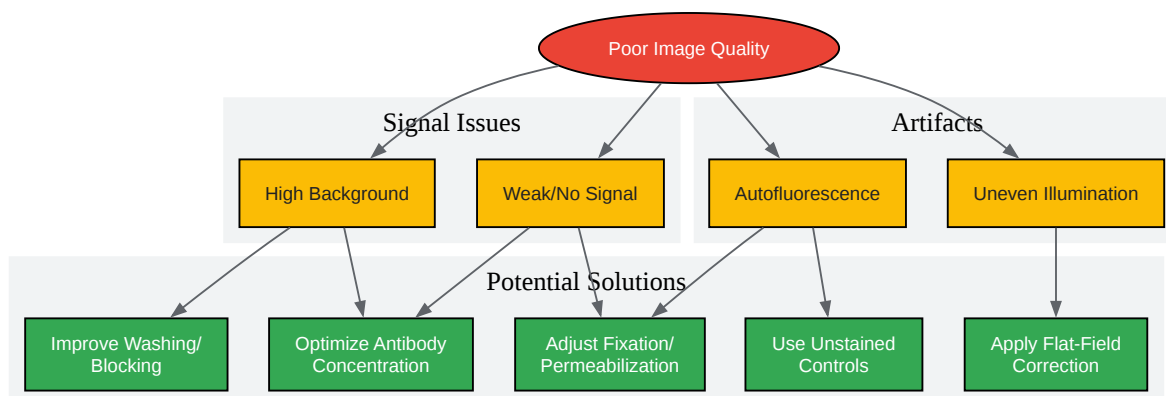 Poor Image Quality
Signal Issues
Artifacts
High Background
Weak/No Signal
Autofluorescence
Uneven Illumination
Potential Solutions
Improve Washing/
Blocking
Optimize Antibody
Concentration
Adjust Fixation/
Permeabilization
Use Unstained
Controls
Apply Flat-Field
Correction